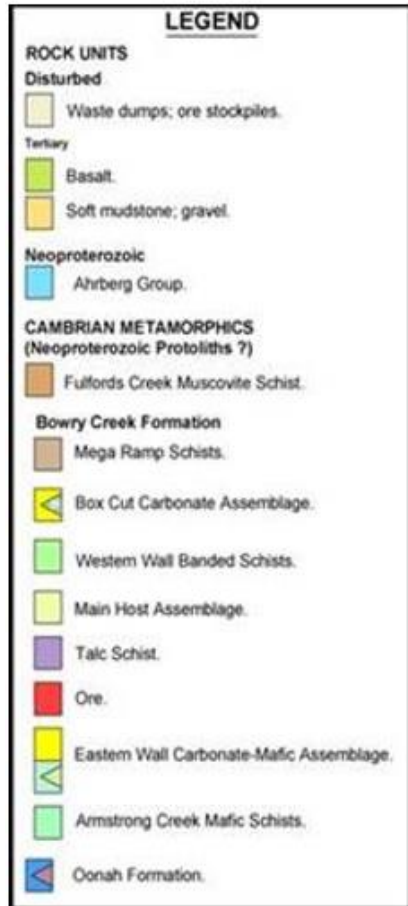 LEGEND
ROCK UNITS
Disturbed
Waste dumps; ore stockpiles.
Tertiary
Basalt.
Soft mudstone; gravel.
Neoproterozoic
Ahrberg Group.
CAMBRIAN METAMORPHICS
(Neoproterozoic Protoliths ?)
Fulfords Creek Muscovite Schist.
Bowry Creek Formation
Mega Ramp Schists.
Box Cut Carbonate Assemblage.
Western Wall Banded Schists.
Main Host Assemblage.
Talc Schist.
Ore.
Eastern Wall Carbonate-Mafic Assemblage.
Armstrong Creek Mafic Schists.
Oonah Formation.